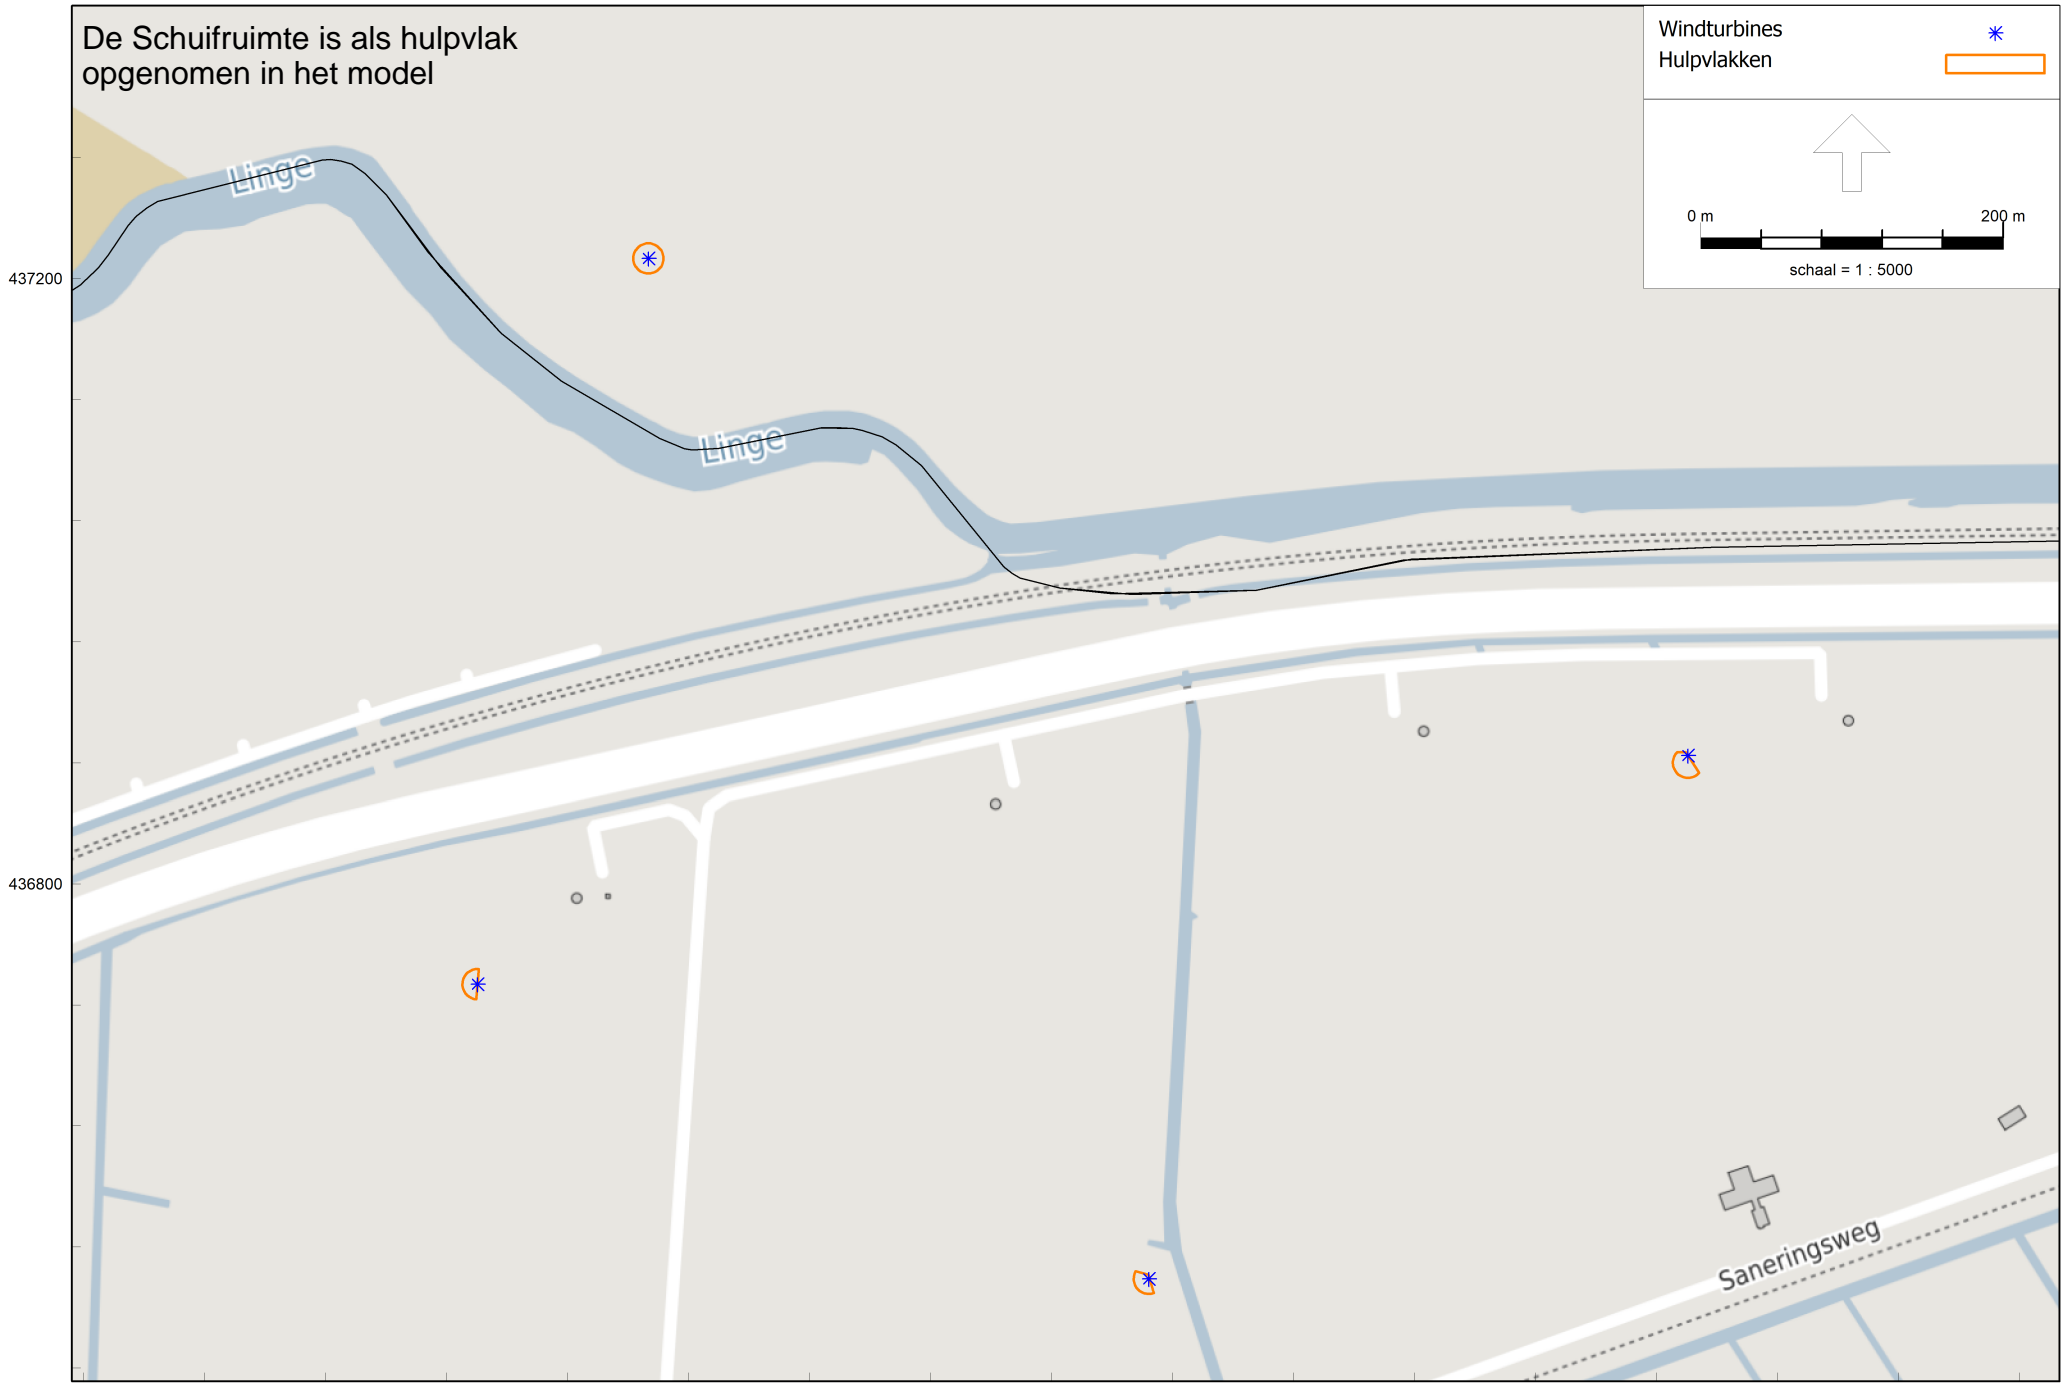 De Schuifruimte is als hulpvlak
opgenomen in het model
Windturbines
Hulpvlakken
0 m
200 m
schaal = 1 : 5000
Linge
437200
Linge
436800
Saneringsweg